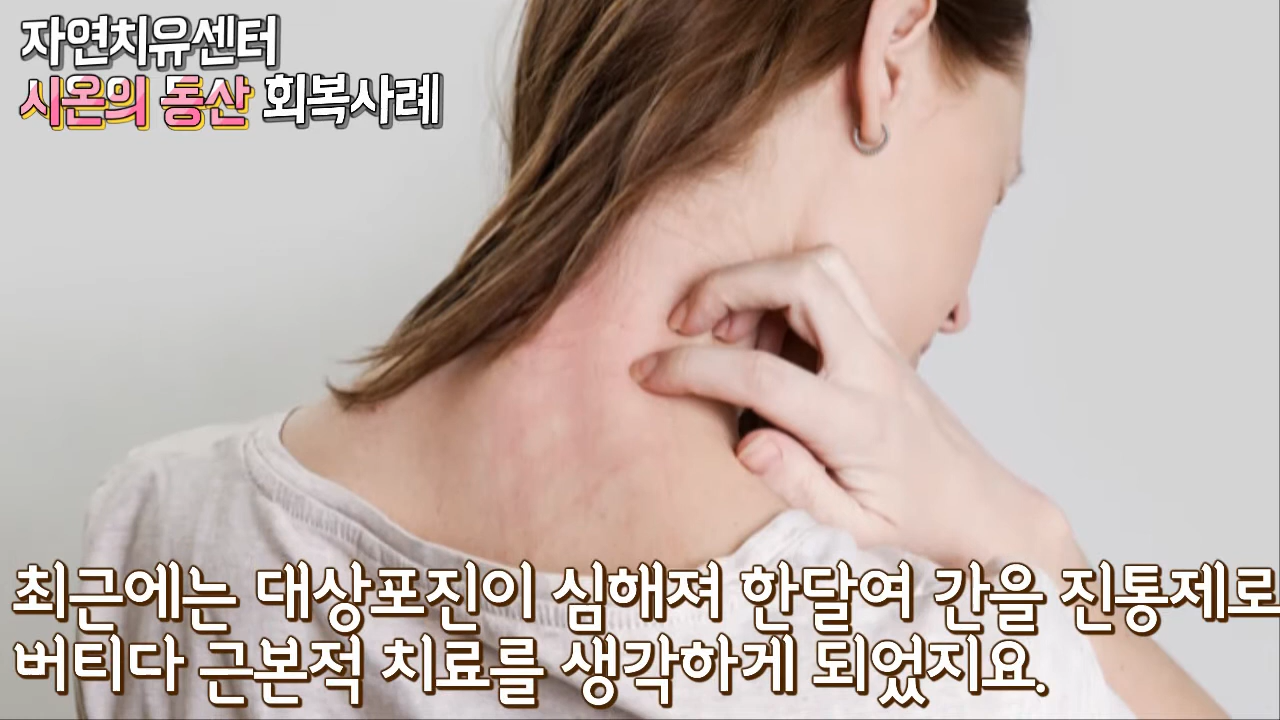 자연치유센터
시온의 동산 회복사례
최근에는 대상포진이 심해져 한달여 간을 진통제로
버티다 근본적 치료를 생각하게 되었지요.